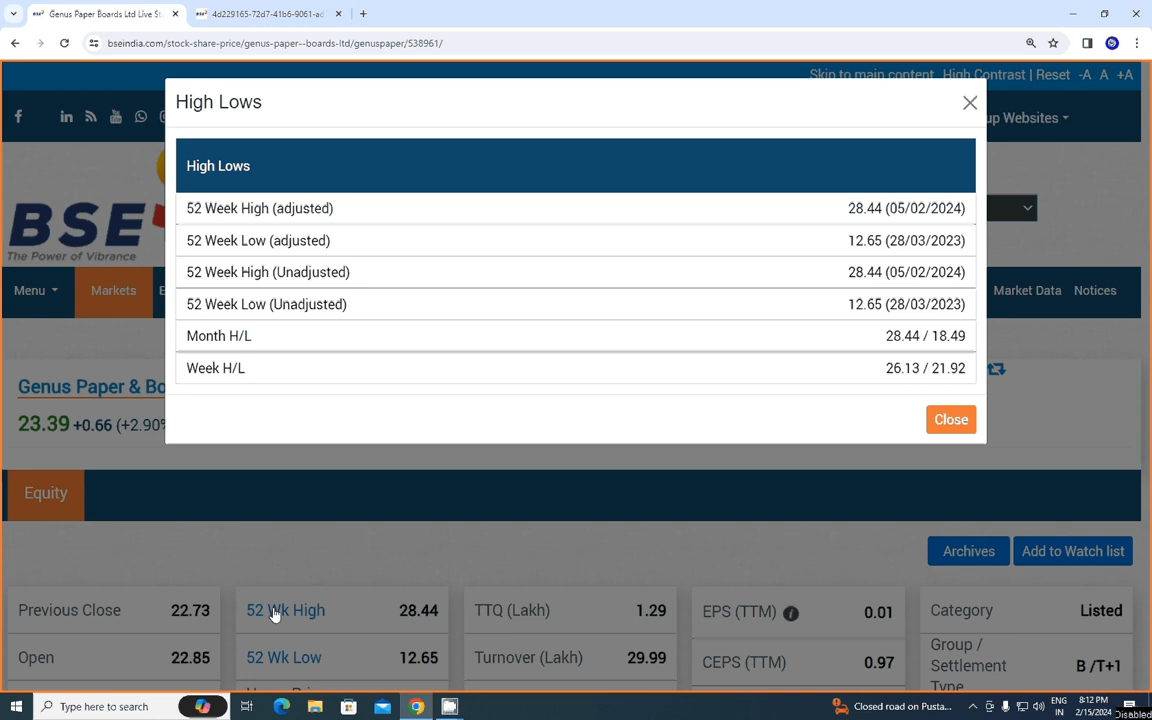 Genus Paper Boards Ltd Live St
4d229165-72d7-41b6-9061-ad
bseindia.com/stock-share-price/genus-paper--boards-ltd/genuspaper/538961/
Skip to main content High Contrast | Reset -A A +A
High Lows
up Websites
High Lows
52 Week High (adjusted) 28.44 (05/02/2024)
52 Week Low (adjusted) 12.65 (28/03/2023)
52 Week High (Unadjusted) 28.44 (05/02/2024)
52 Week Low (Unadjusted) 12.65 (28/03/2023)
Month H/L 28.44 / 18.49
Week H/L 26.13 / 21.92
Close
BSE
The Power of Vibrance
Menu Markets E Market Data Notices
Genus Paper & Bo
23.39 +0.66 (+2.90%
Equity
Archives Add to Watch list
Previous Close 22.73 52 Wk High 28.44 TTQ (Lakh) 1.29 EPS (TTM) 0.01 Category Listed
Open 22.85 52 Wk Low 12.65 Turnover (Lakh) 29.99 CEPS (TTM) 0.97 Group / Settlement Type B /T+1
Type here to search
Closed road on Pusta...
ENG
IN
8:12 PM
2/15/2024
Disabled